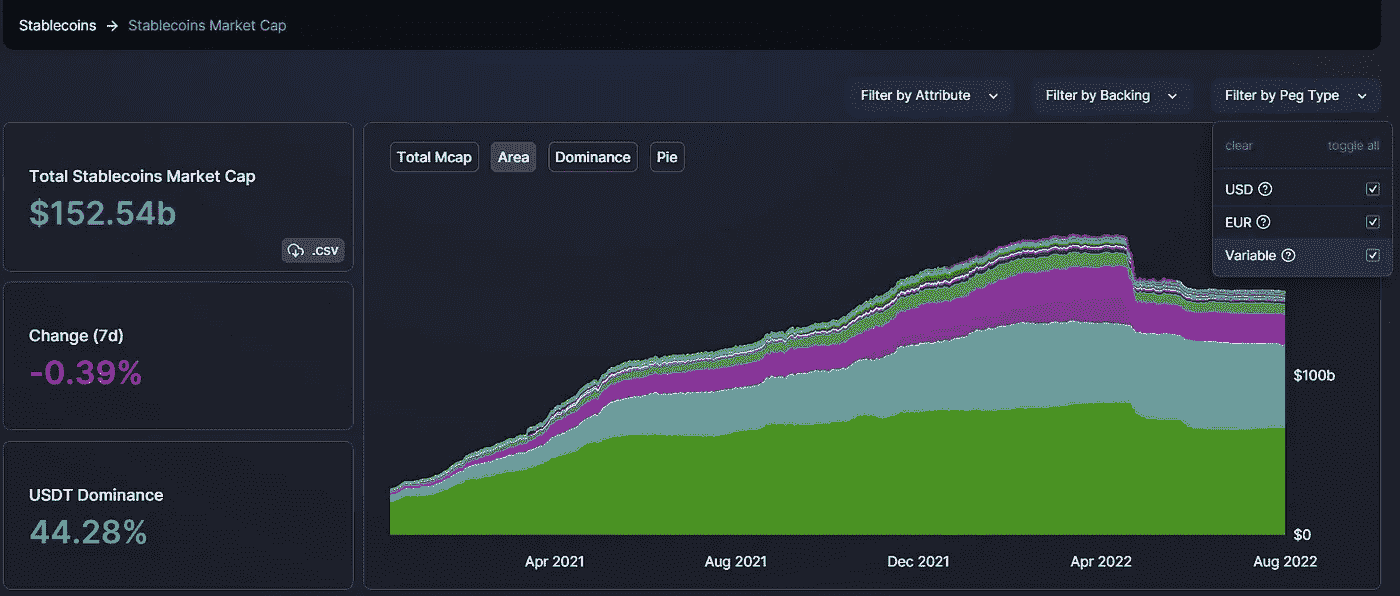 Stablecoins → Stablecoins Market Cap
Filter by Attribute
Filter by Backing
Filter by Peg Type
clear
toggle all
USD
EUR
Variable
Total Stablecoins Market Cap
$152.54b
.csv
Change (7d)
-0.39%
USDT Dominance
44.28%
Total Mcap
Area
Dominance
Pie
$100b
$0
Apr 2021
Aug 2021
Dec 2021
Apr 2022
Aug 2022